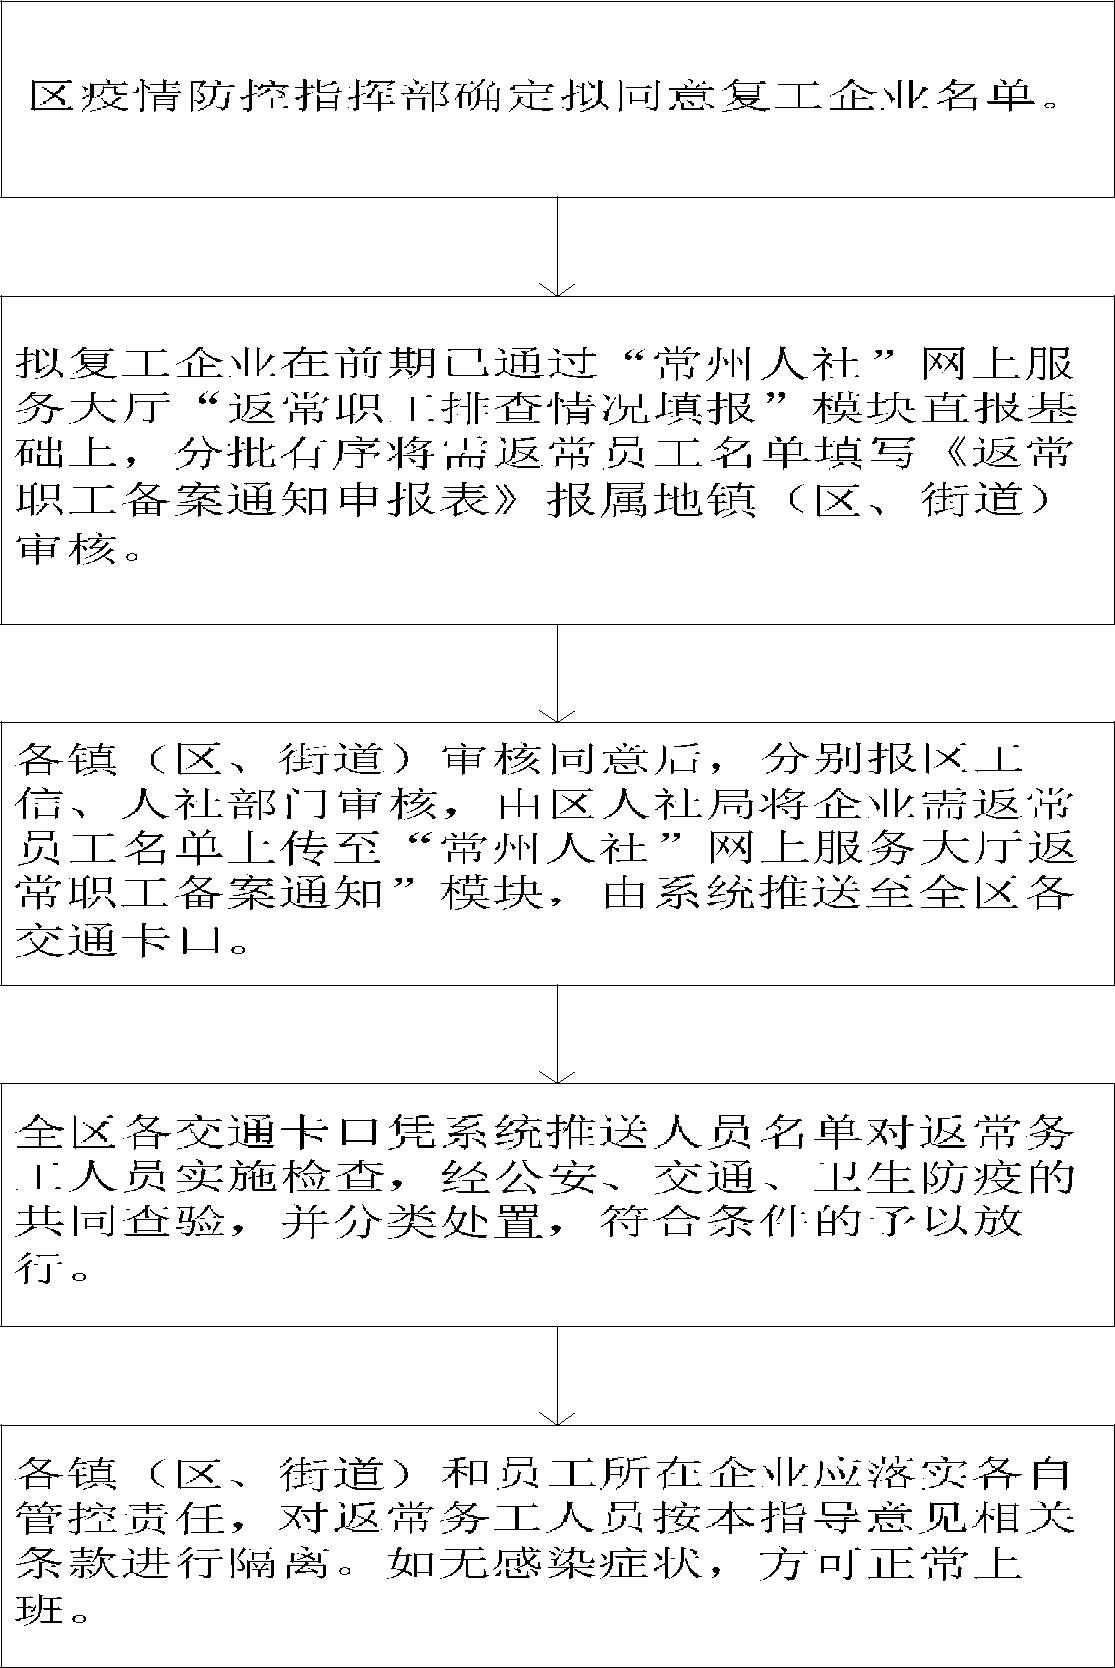 区疫情防控指挥部确定拟同意复工企业名单。
拟复工企业在前期已通过“常州人社”网上服
务大厅“返常职工排查情况填报”模块直报基
础上，分批有序将需返常员工名单填写《返常
职工备案通知申报表》报属地镇（区、街道）
审核。
各镇（区、街道）审核同意后，分别报区工
信、人社部门审核，由区人社局将企业需返常
员工名单上传至“常州人社”网上服务大厅返
常职工备案通知”模块，由系统推送至全区各
交通卡口。
全区各交通卡口凭系统推送人员名单对返常务
工人员实施检查，经公安、交通、卫生防疫的
共同查验，并分类处置，符合条件的予以放
行。
各镇（区、街道）和员工所在企业应落实各自
管控责任，对返常务工人员按本指导意见相关
条款进行隔离。如无感染症状，方可正常上
班。